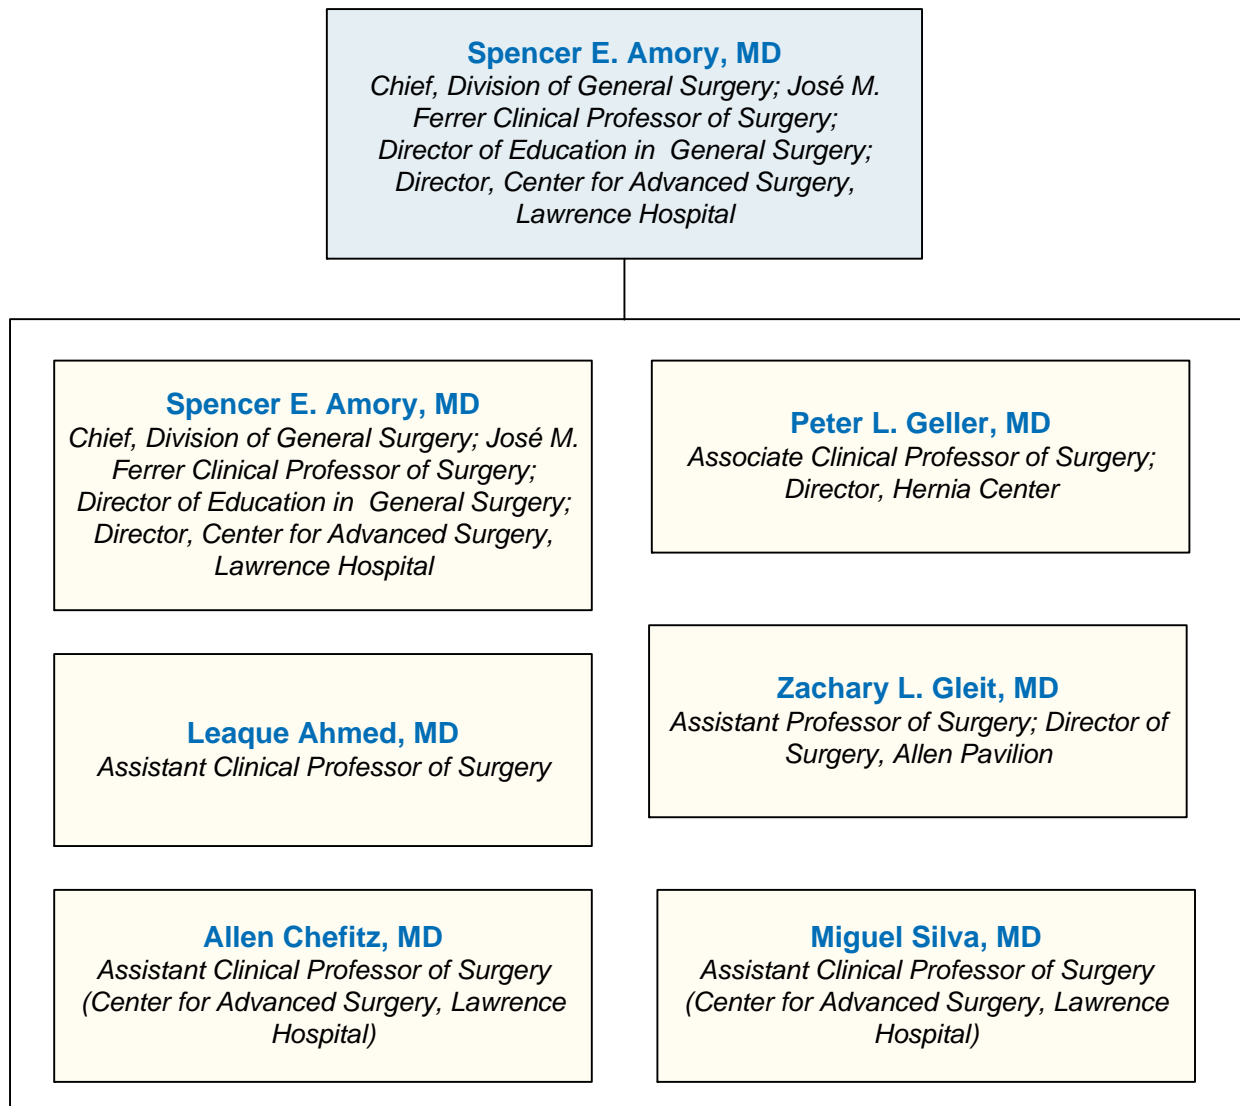 Spencer E. Amory, MD
Chief, Division of General Surgery; José M.
Ferrer Clinical Professor of Surgery;
Director of Education in  General Surgery;
Director, Center for Advanced Surgery,
Lawrence Hospital
Spencer E. Amory, MD
Chief, Division of General Surgery; José M.
Ferrer Clinical Professor of Surgery;
Director of Education in  General Surgery;
Director, Center for Advanced Surgery,
Lawrence Hospital
Peter L. Geller, MD
Associate Clinical Professor of Surgery;
Director, Hernia Center
Leaque Ahmed, MD
Assistant Clinical Professor of Surgery
Zachary L. Gleit, MD
Assistant Professor of Surgery; Director of
Surgery, Allen Pavilion
Allen Chefitz, MD
Assistant Clinical Professor of Surgery
(Center for Advanced Surgery, Lawrence
Hospital)
Miguel Silva, MD
Assistant Clinical Professor of Surgery
(Center for Advanced Surgery, Lawrence
Hospital)